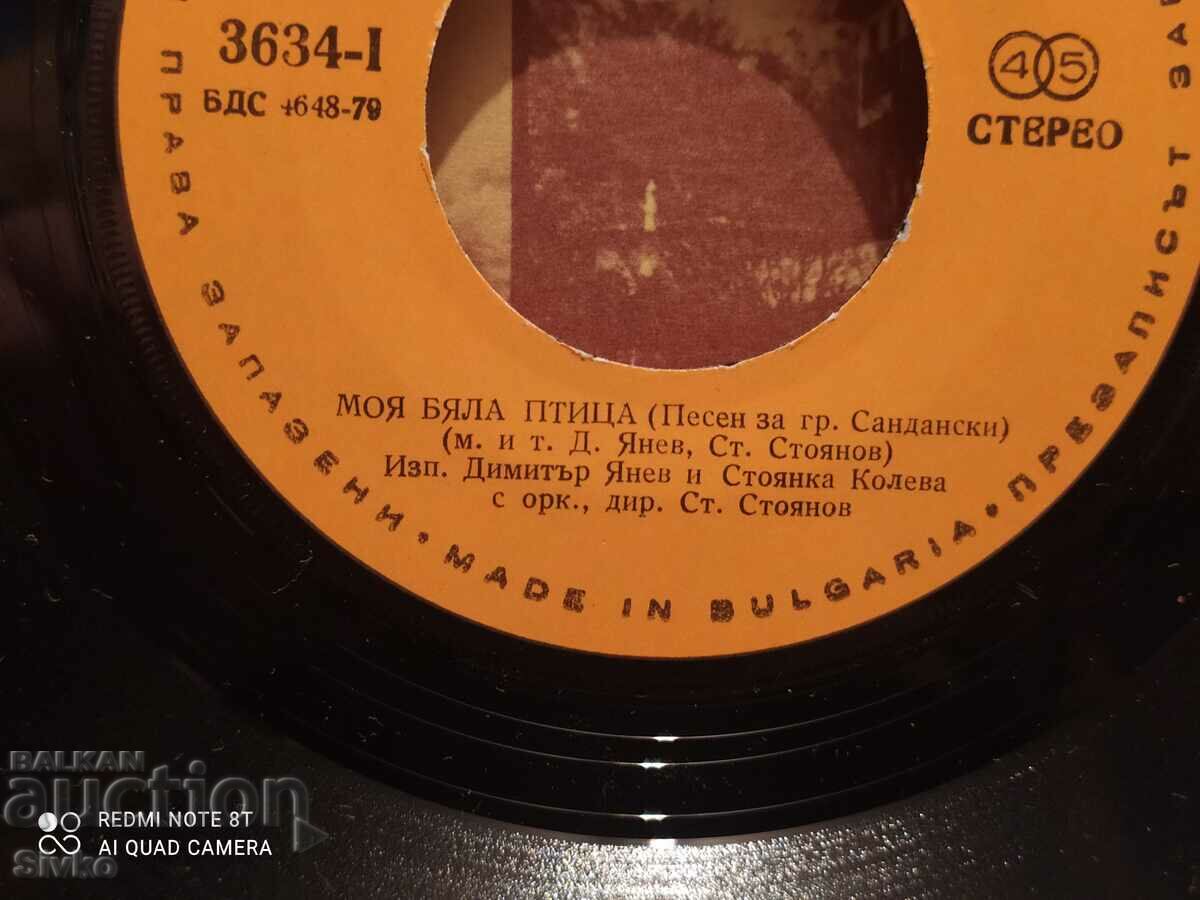 3634-I
БДС 4648-79
45
СТЕРЕО
МОЯ БЯЛА ПТИЦА (Песен за гр. Сандански)
(м. и т. Д. Янев, Ст. Стоянов)
Изп. Димитър Янев и Стоянка Колева
с орк., дир. Ст. Стоянов
ПРАВА ЗАПАЗЕНИ • MADE IN BULGARIA • ПРЕЗАПИСЪТ
BALKAN
auction
REDMI NOTE 8T
AI QUAD CAMERA
Sivko